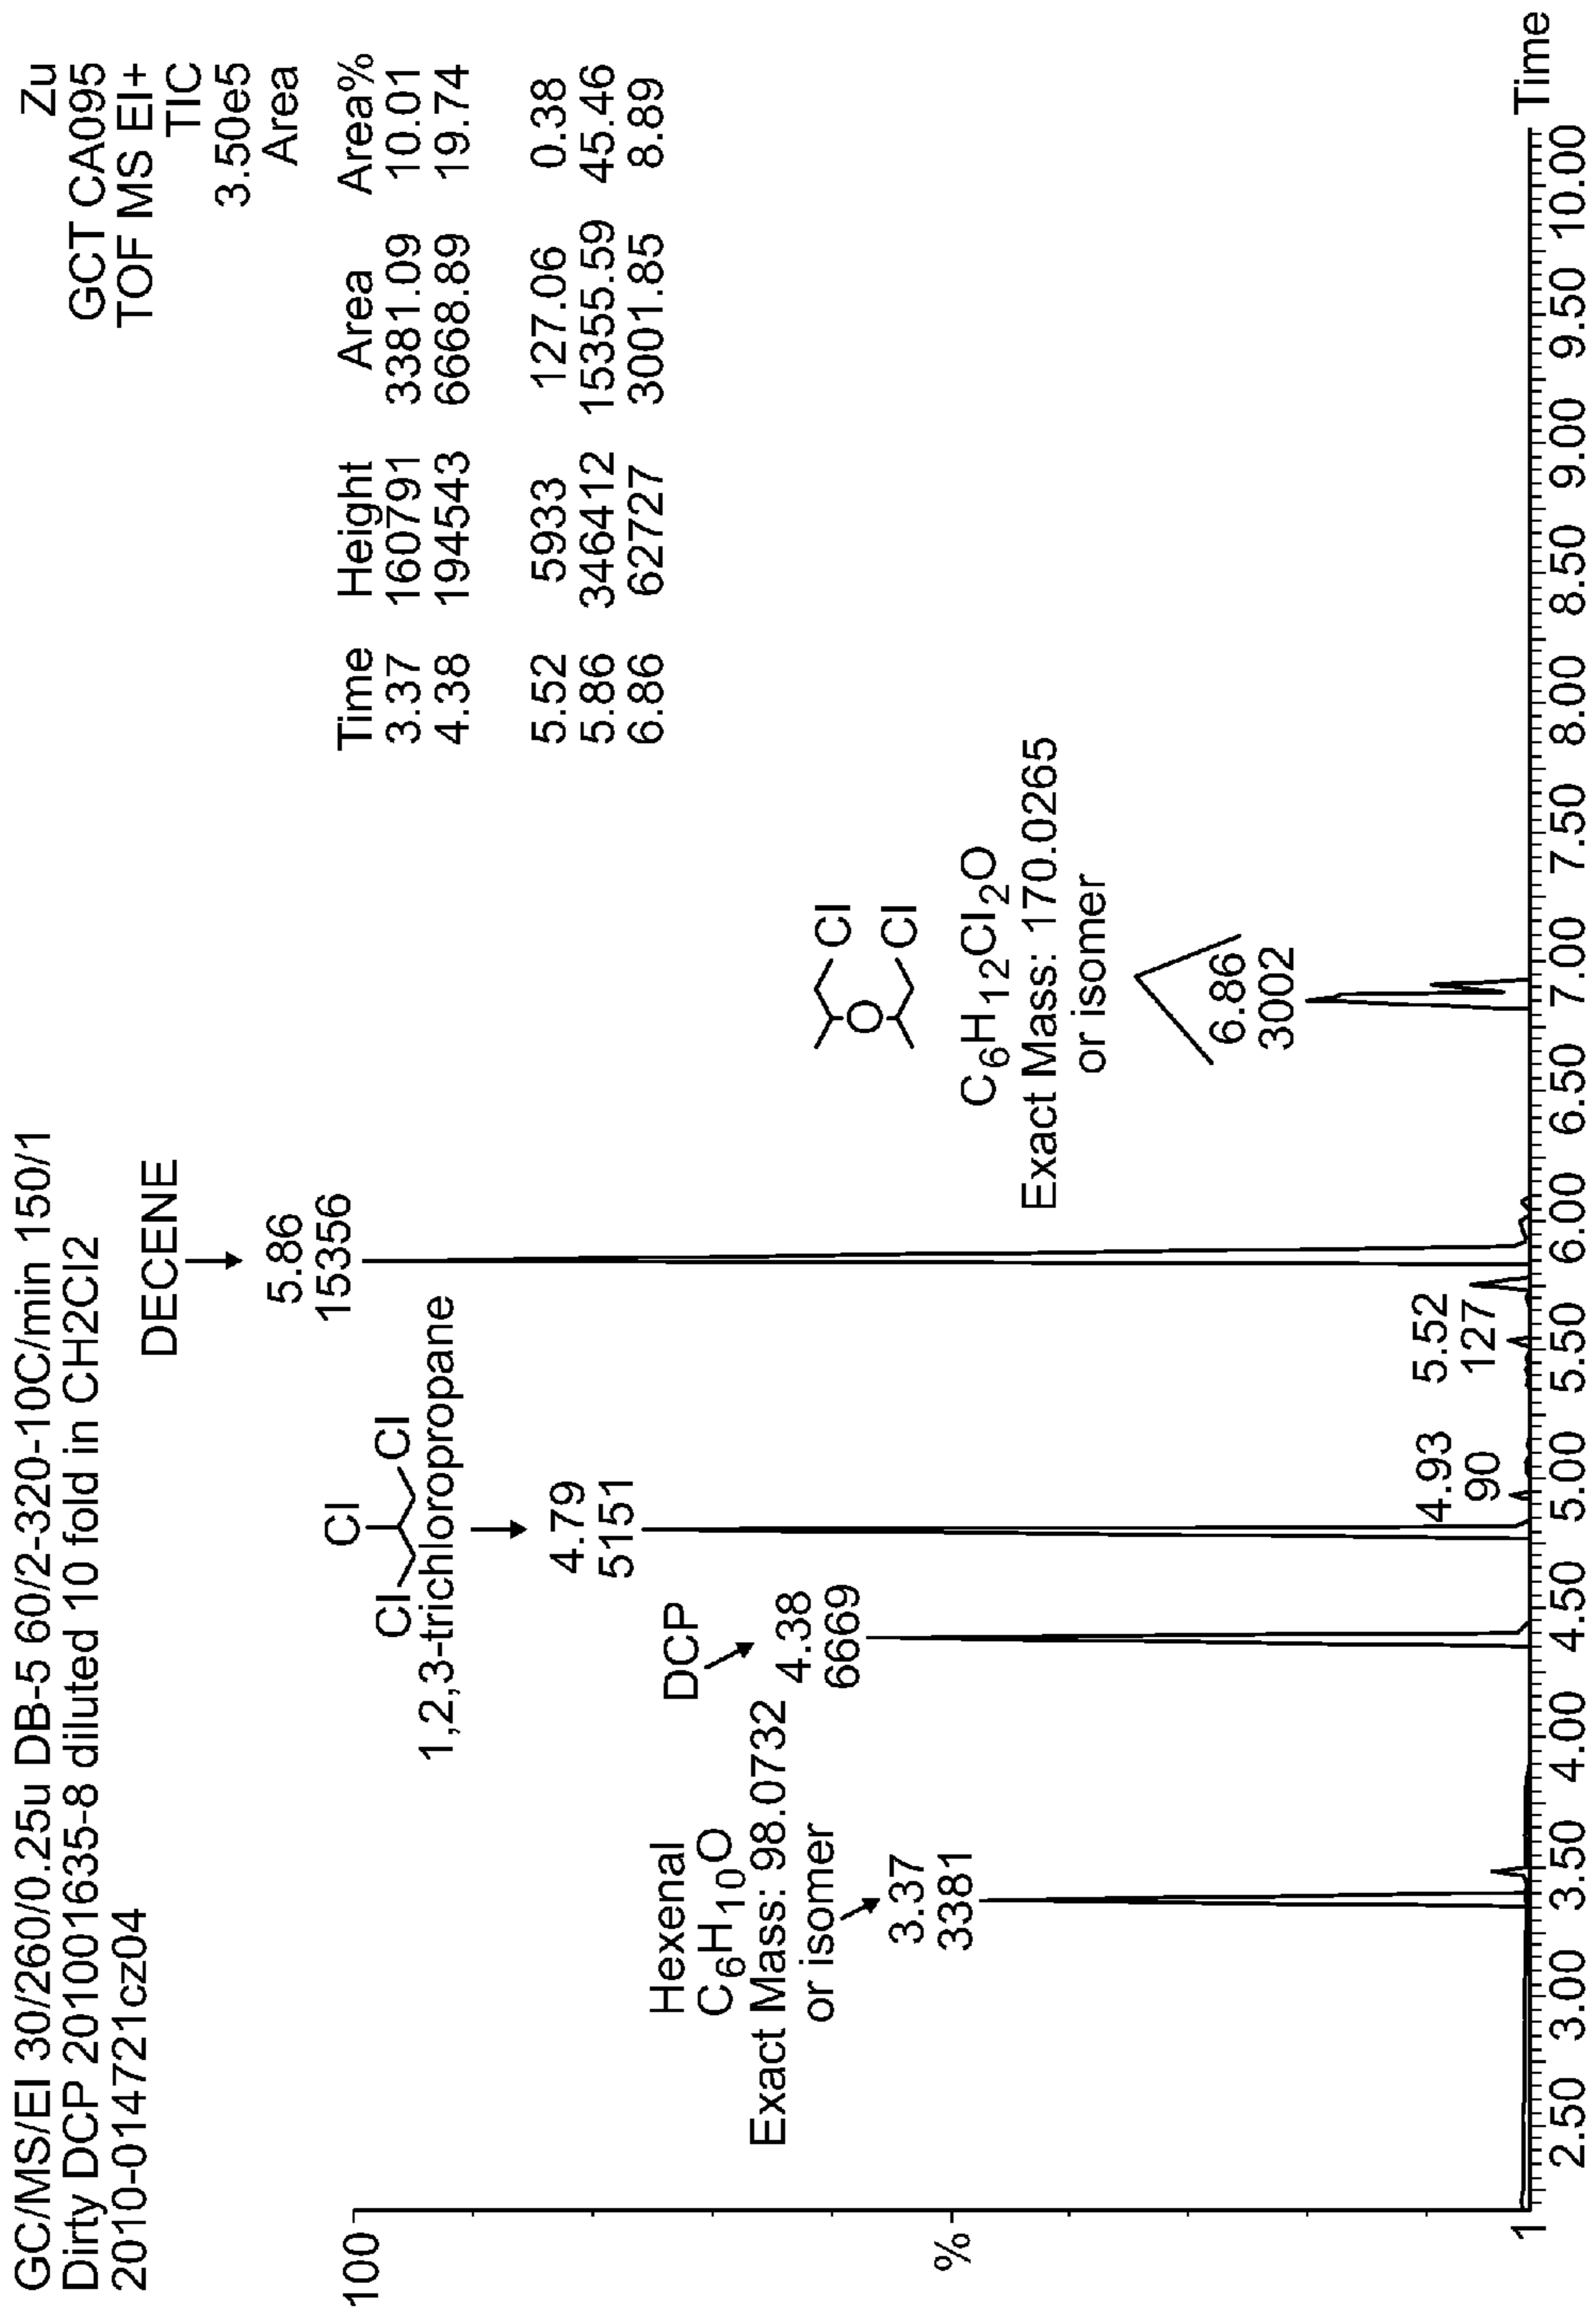 GC/MS/EI 30/260/0.25u DB-5 60/2-320-10C/min 150/1
Dirty DCP 201001635-8 diluted 10 fold in CH2Cl2
2010-014721cz04
Zu
GCT CA095
TOF MS EI+
TIC
3.50e5
Area
Time Height Area Area%
3.37 160791 3381.09 10.01
4.38 194543 6668.89 19.74
5.52 5933 127.06 0.38
5.86 346412 15355.59 45.46
6.86 62727 3001.85 8.89
DECENE
5.86
15356
Cl
Cl Cl
1,2,3-trichloropropane
4.79
5151
DCP
4.38
6669
Hexenal
C6H10O
Exact Mass: 98.0732
or isomer
3.37
3381
4.93
90
5.52
127
Cl
O
Cl
C6H12Cl2O
Exact Mass: 170.0265
or isomer
6.86
3002
100
%
1
2.50 3.00 3.50 4.00 4.50 5.00 5.50 6.00 6.50 7.00 7.50 8.00 8.50 9.00 9.50 10.00
Time